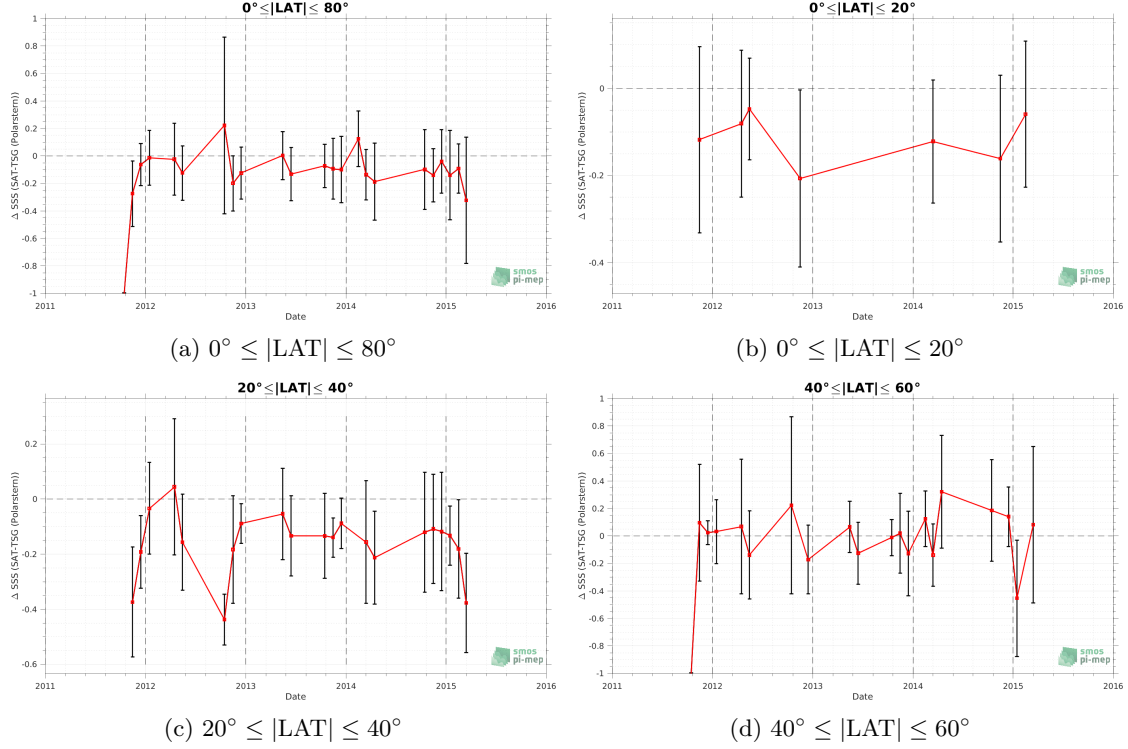 0°≤|LAT|≤ 80°
Δ SSS (SAT-TSG (Polarstern))
1
0.8
0.6
0.4
0.2
0
-0.2
-0.4
-0.6
-0.8
-1
2011 2012 2013 2014 2015 2016
Date
smos
pi-mep
(a) 0° ≤ |LAT| ≤ 80°
0°≤|LAT|≤ 20°
Δ SSS (SAT-TSG (Polarstern))
0
-0.2
-0.4
2011 2012 2013 2014 2015 2016
Date
smos
pi-mep
(b) 0° ≤ |LAT| ≤ 20°
20°≤|LAT|≤ 40°
Δ SSS (SAT-TSG (Polarstern))
0.2
0
-0.2
-0.4
-0.6
2011 2012 2013 2014 2015 2016
Date
smos
pi-mep
(c) 20° ≤ |LAT| ≤ 40°
40°≤|LAT|≤ 60°
Δ SSS (SAT-TSG (Polarstern))
1
0.8
0.6
0.4
0.2
0
-0.2
-0.4
-0.6
-0.8
-1
2011 2012 2013 2014 2015 2016
Date
smos
pi-mep
(d) 40° ≤ |LAT| ≤ 60°